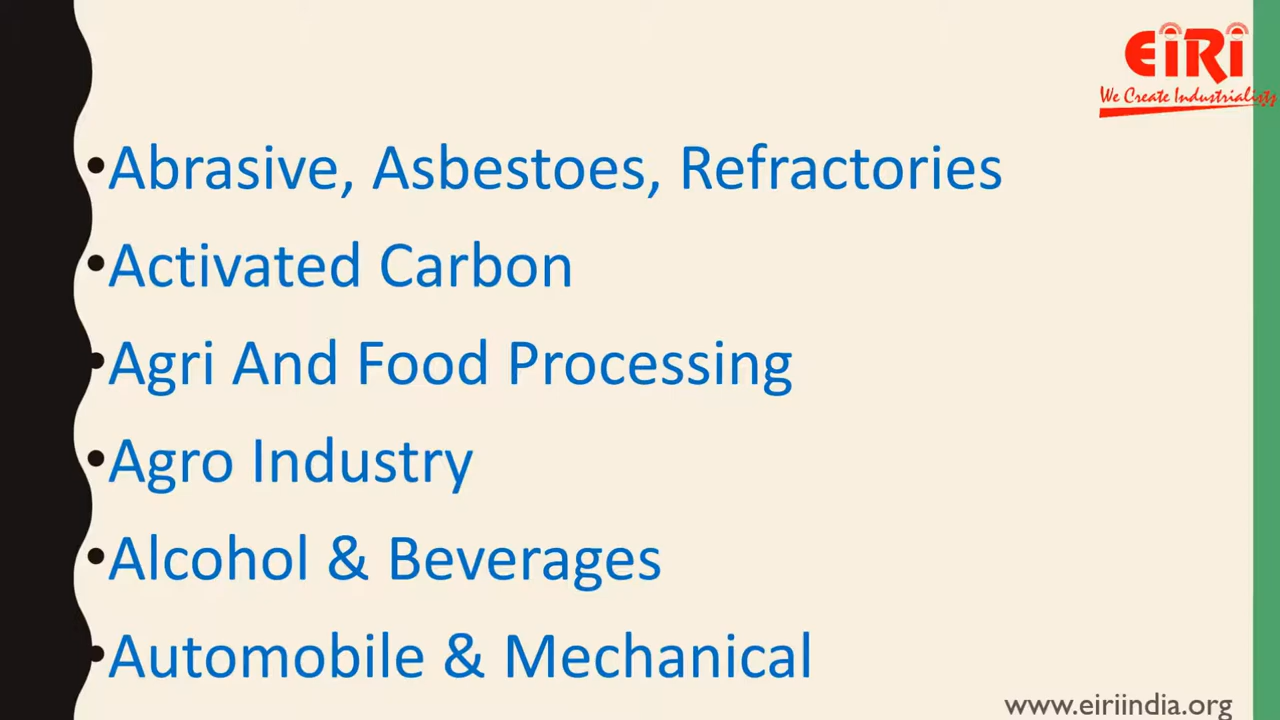 EiRi
We Create Industrialists
•Abrasive, Asbestoes, Refractories
•Activated Carbon
•Agri And Food Processing
•Agro Industry
•Alcohol & Beverages
•Automobile & Mechanical
www.eiriindia.org